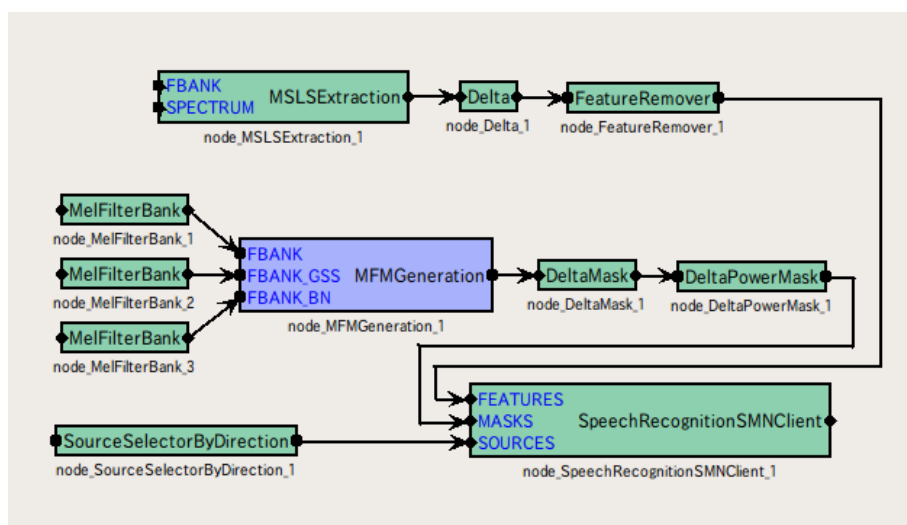 FBANK
SPECTRUM
MSLSExtraction
node_MSLSExtraction_1
Delta
node_Delta_1
FeatureRemover
node_FeatureRemover_1
MelFilterBank
node_MelFilterBank_1
MelFilterBank
node_MelFilterBank_2
MelFilterBank
node_MelFilterBank_3
FBANK
FBANK_GSS
FBANK_BN
MFMGeneration
node_MFMGeneration_1
DeltaMask
node_DeltaMask_1
DeltaPowerMask
node_DeltaPowerMask_1
FEATURES
MASKS
SOURCES
SpeechRecognitionSMNClient
node_SpeechRecognitionSMNClient_1
SourceSelectorByDirection
node_SourceSelectorByDirection_1